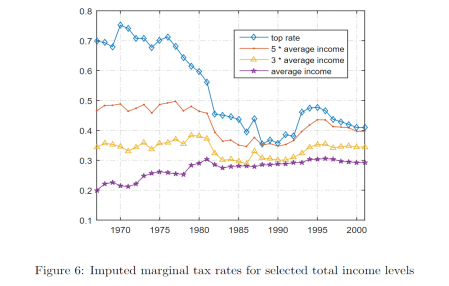 0.8
0.7
0.6
0.5
0.4
0.3
0.2
0.1
top rate
5 * average income
3 * average income
average income
1970 1975 1980 1985 1990 1995 2000
Figure 6: Imputed marginal tax rates for selected total income levels